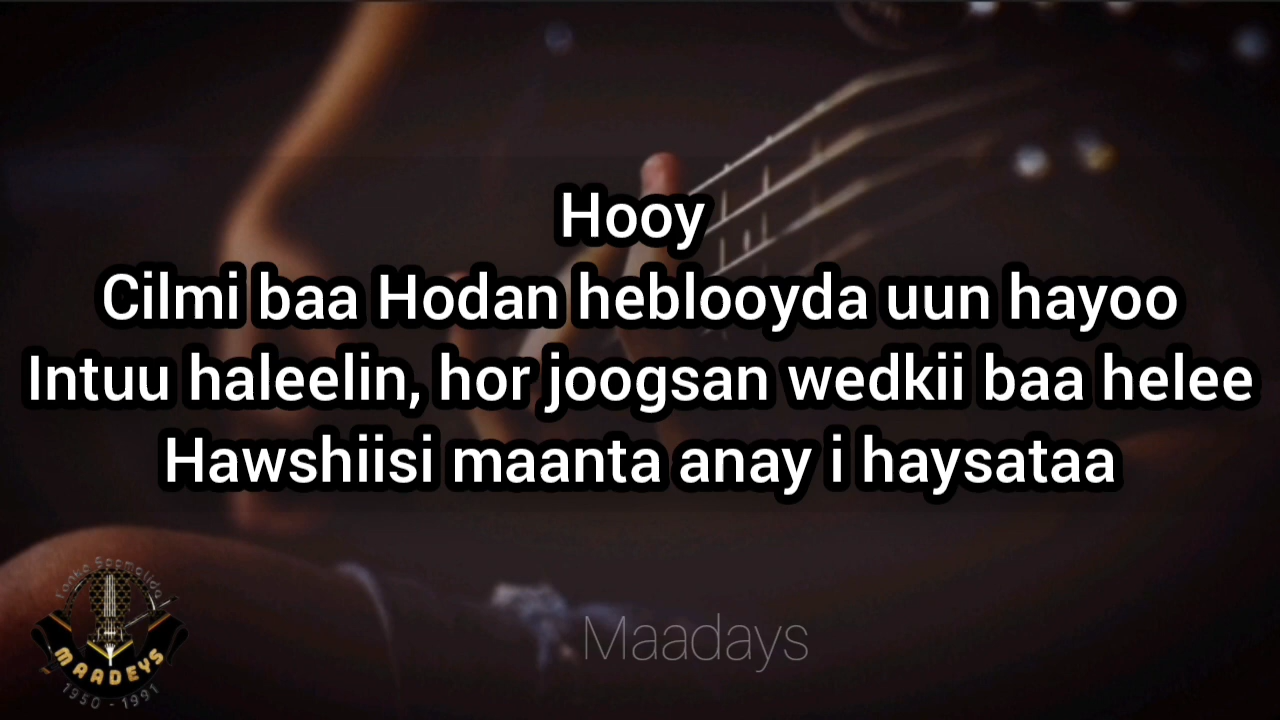 Hooy
Cilmi baa Hodan heblooyda uun hayoo
Intuu haleelin, hor joogsan wedkii baa helee
Hawshiisi maanta anay i haysataa
Maadays
MAADEYS
1950 - 1991